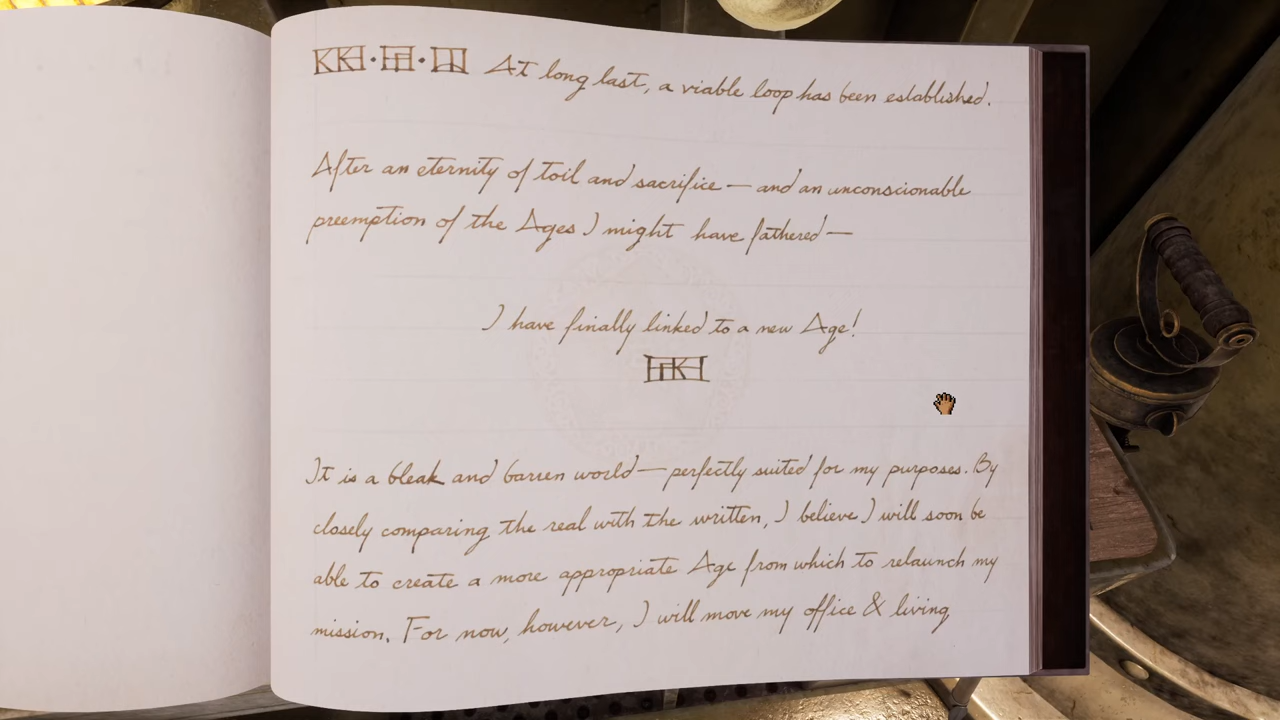 At long last, a viable loop has been established.
After an eternity of toil and sacrifice — and an unconscionable
preemption of the Ages I might have fathered —
I have finally linked to a new Age!
It is a bleak and barren world — perfectly suited for my purposes. By
closely comparing the real with the written, I believe I will soon be
able to create a more appropriate Age from which to relaunch my
mission. For now, however, I will move my office & living